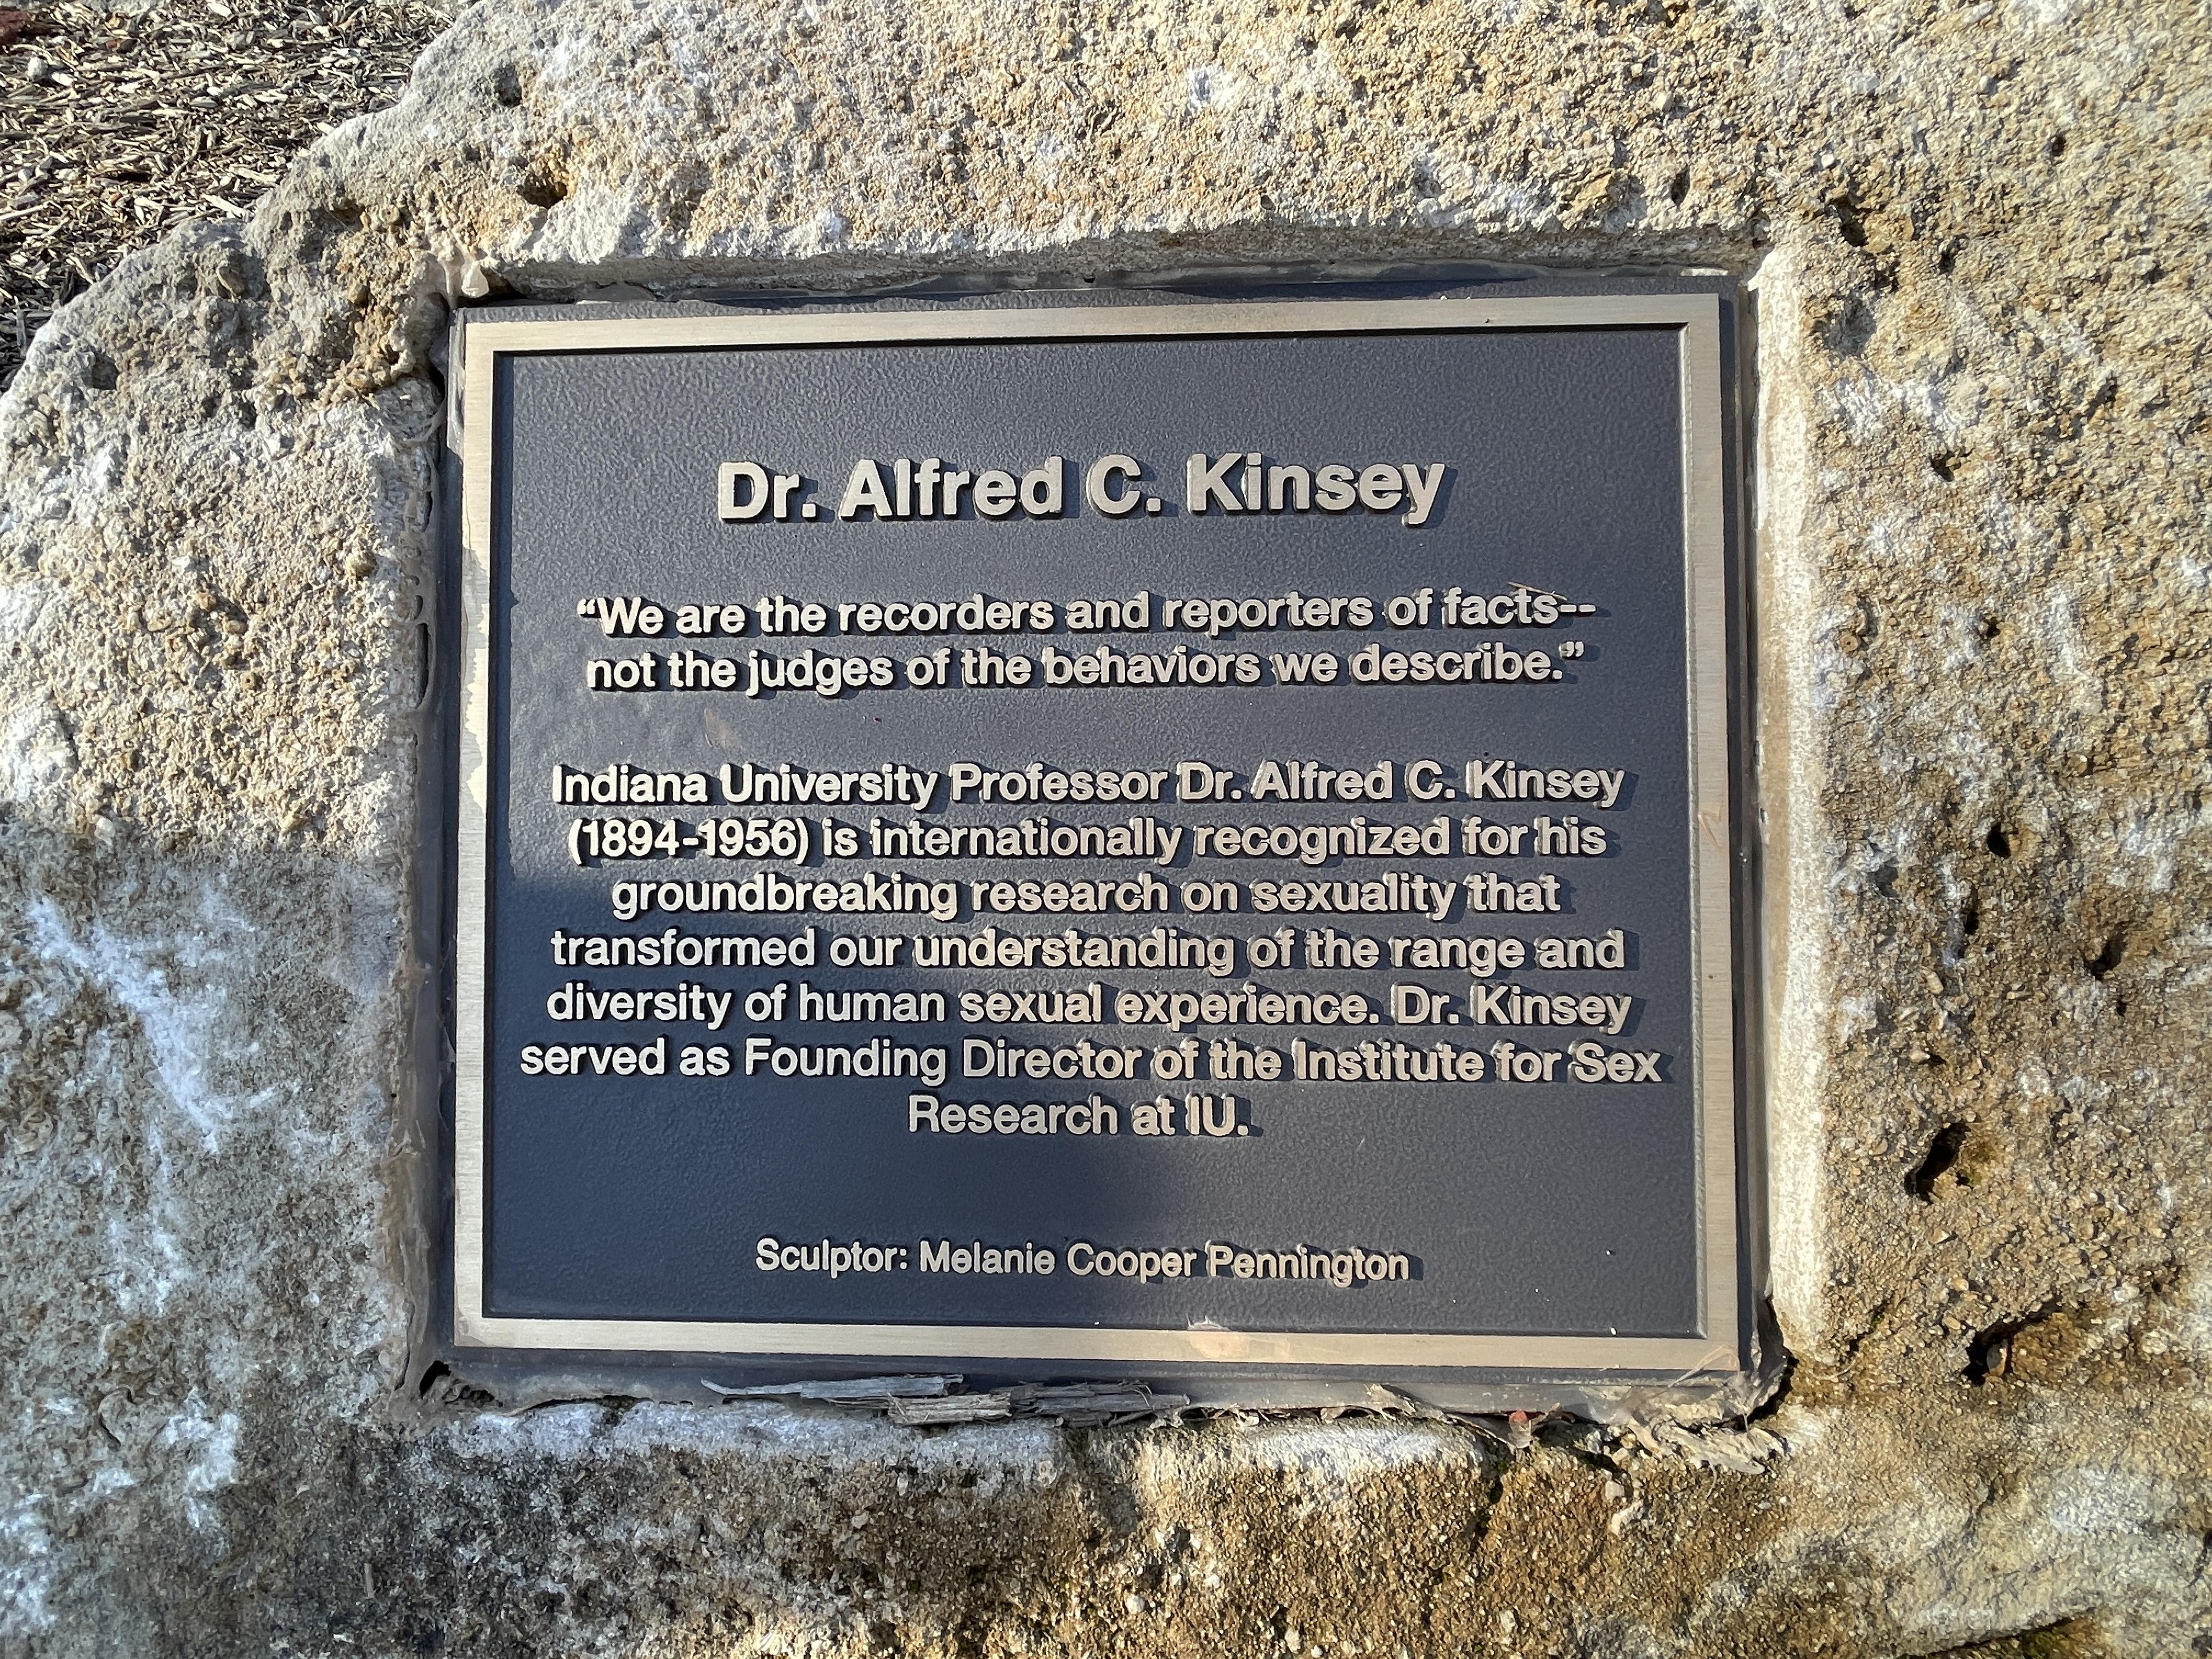 Dr. Alfred C. Kinsey
“We are the recorders and reporters of facts--
not the judges of the behaviors we describe.”
Indiana University Professor Dr. Alfred C. Kinsey
(1894-1956) is internationally recognized for his
groundbreaking research on sexuality that
transformed our understanding of the range and
diversity of human sexual experience. Dr. Kinsey
served as Founding Director of the Institute for Sex
Research at IU.
Sculptor: Melanie Cooper Pennington